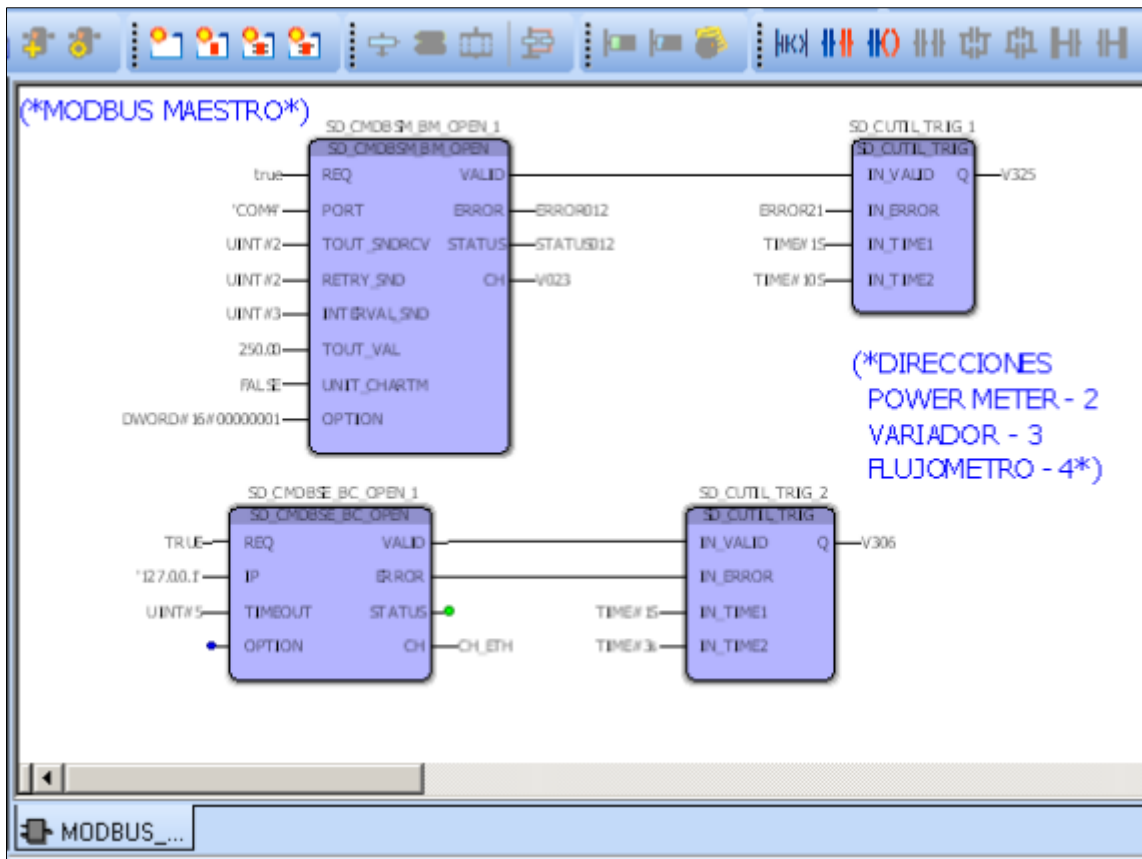 (*MODBUS MAESTRO*)
SD_CMDBSM_BM_OPEN_1
SD_CMDBSM_BM_OPEN
true
REQ
VALID
'COM4'
PORT
ERROR
ERROR012
UINT#2
TOUT_SNDRCV
STATUS
STATUS012
UINT#2
RETRY_SND
CH
V023
UINT#3
INTERVAL_SND
250.00
TOUT_VAL
FALSE
UNIT_CHARTM
DWORD#16#00000001
OPTION
SD_CUTIL_TRIG_1
SD_CUTIL_TRIG
IN_VALID
Q
V325
ERROR21
IN_ERROR
TIME#1S
IN_TIME1
TIME#10S
IN_TIME2
(*DIRECCIONES
POWER METER - 2
VARIADOR - 3
FLUJOMETRO - 4*)
SD_CMDBSE_BC_OPEN_1
SD_CMDBSE_BC_OPEN
TRUE
REQ
VALID
'127.0.0.1'
IP
ERROR
UINT#5
TIMEOUT
STATUS
OPTION
CH
CH_ETH
SD_CUTIL_TRIG_2
SD_CUTIL_TRIG
IN_VALID
Q
V306
IN_ERROR
TIME#1S
IN_TIME1
TIME#3s
IN_TIME2
MODBUS_...